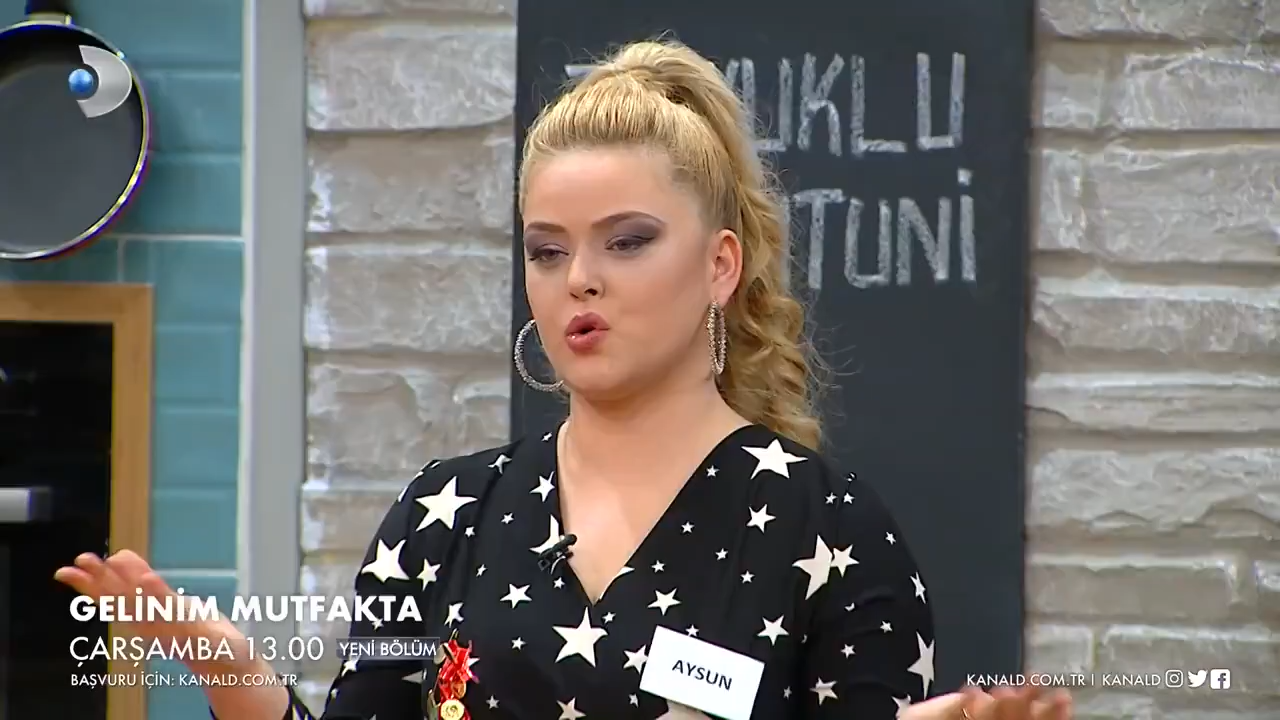 UKLU
TUNİ
GELİNİM MUTFAKTA
ÇARŞAMBA 13.00 YENİ BÖLÜM
BAŞVURU İÇİN: KANALD.COM.TR
AYSUN
KANALD.COM.TR | KANALD